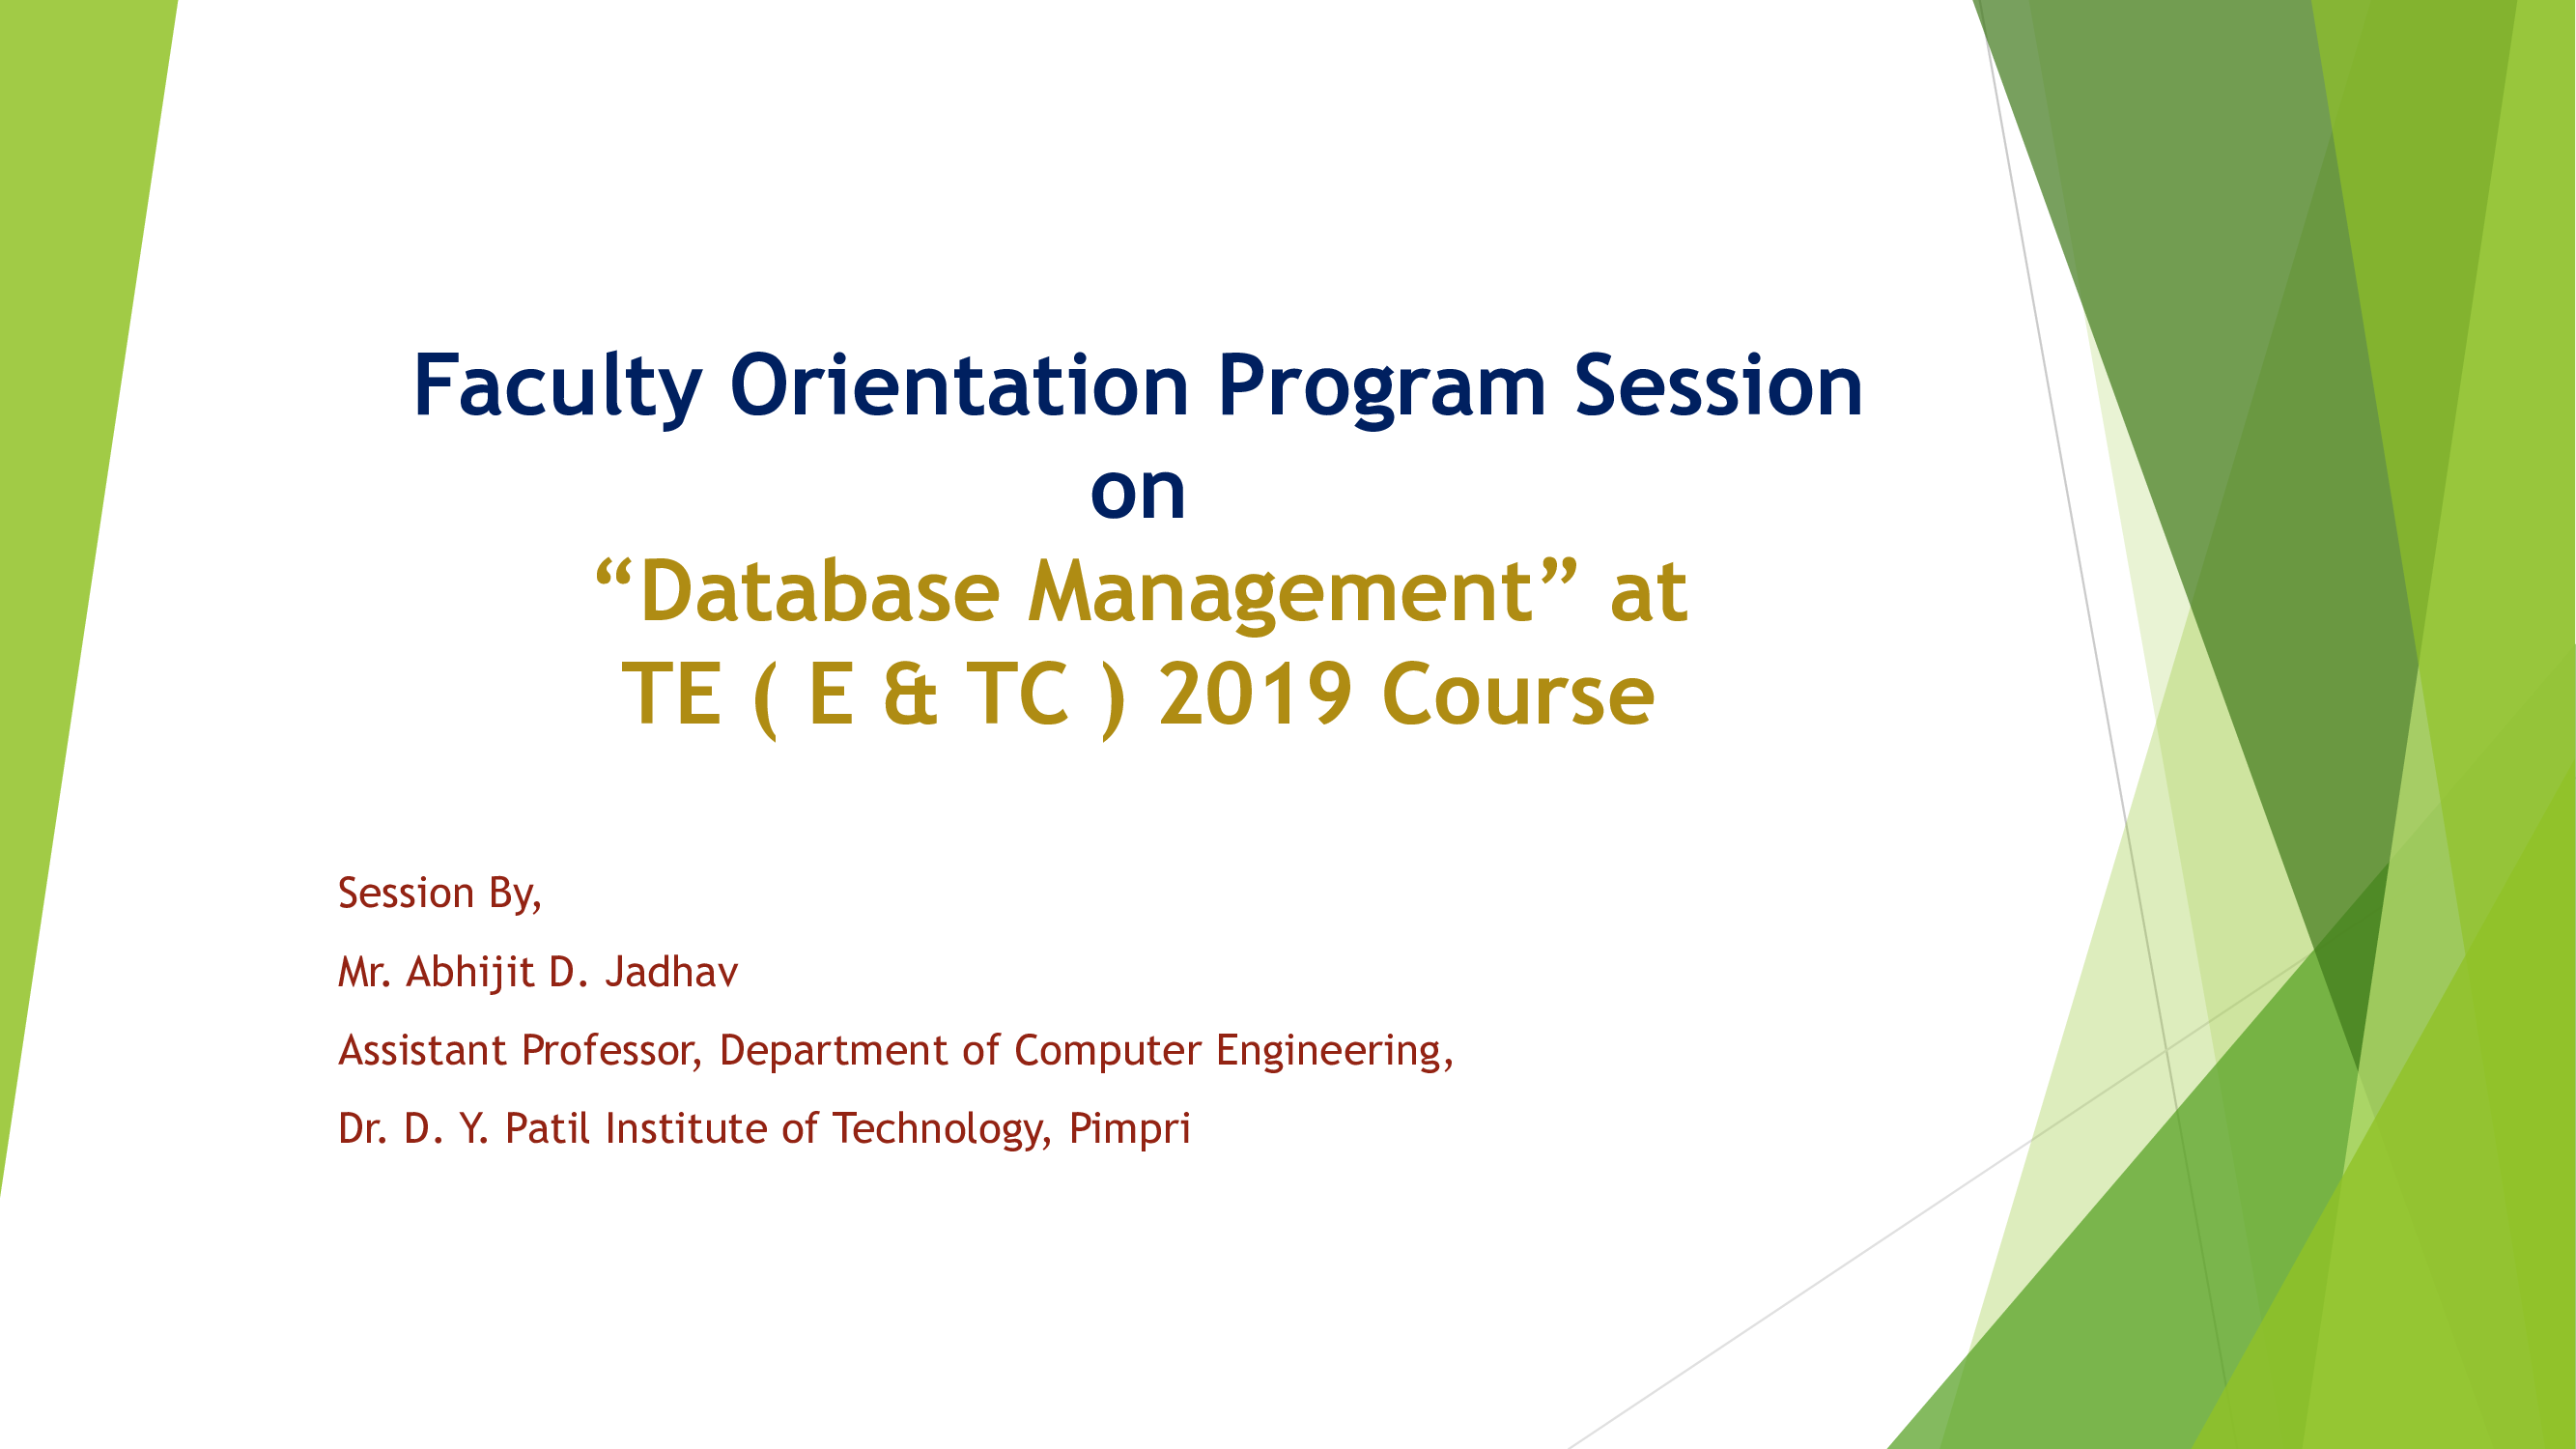 Faculty Orientation Program Session
on
“Database Management” at
TE ( E & TC ) 2019 Course
Session By,
Mr. Abhijit D. Jadhav
Assistant Professor, Department of Computer Engineering,
Dr. D. Y. Patil Institute of Technology, Pimpri